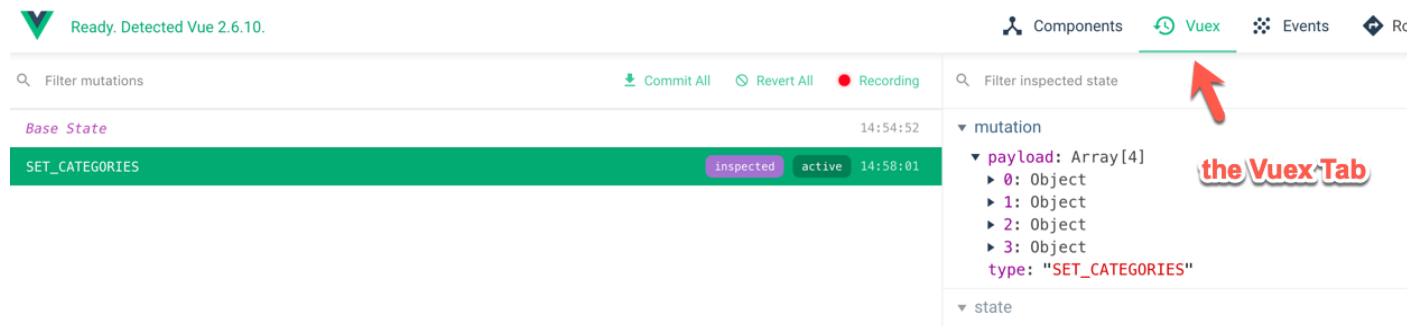 Ready. Detected Vue 2.6.10.
Components
Vuex
Events
Filter mutations
Commit All
Revert All
Recording
Filter inspected state
Base State
14:54:52
SET_CATEGORIES
inspected
active
14:58:01
mutation
payload: Array[4]
0: Object
1: Object
2: Object
3: Object
type: "SET_CATEGORIES"
the Vuex Tab
state